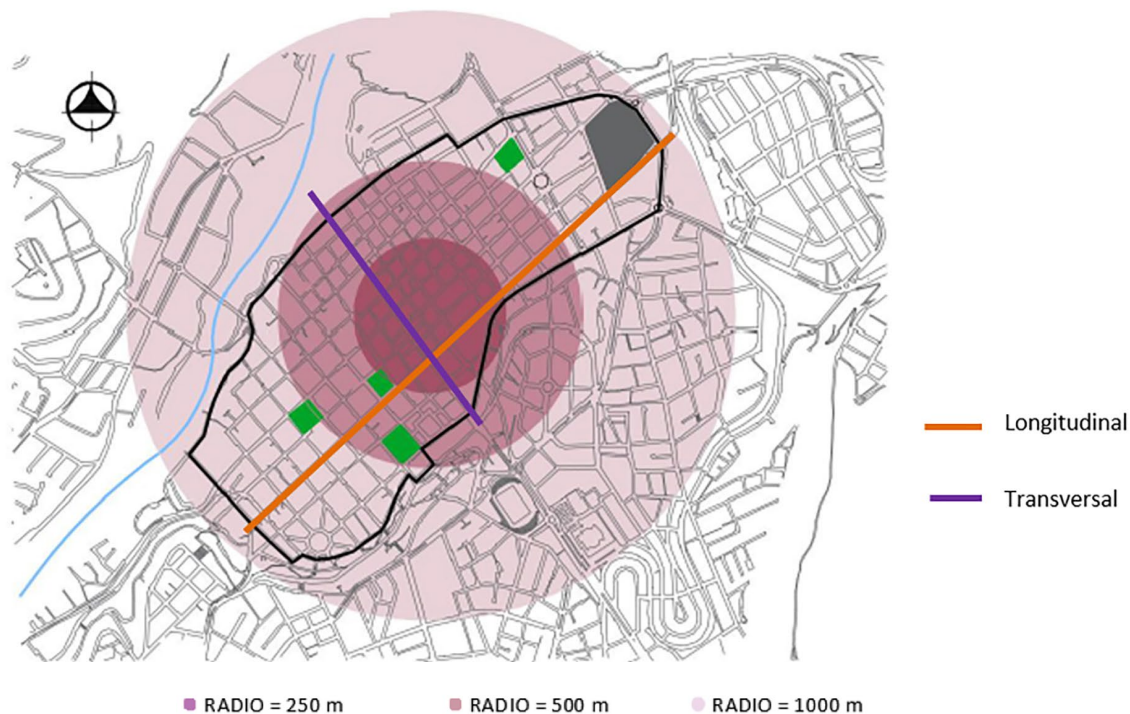 Longitudinal
Transversal
RADIO = 250 m
RADIO = 500 m
RADIO = 1000 m